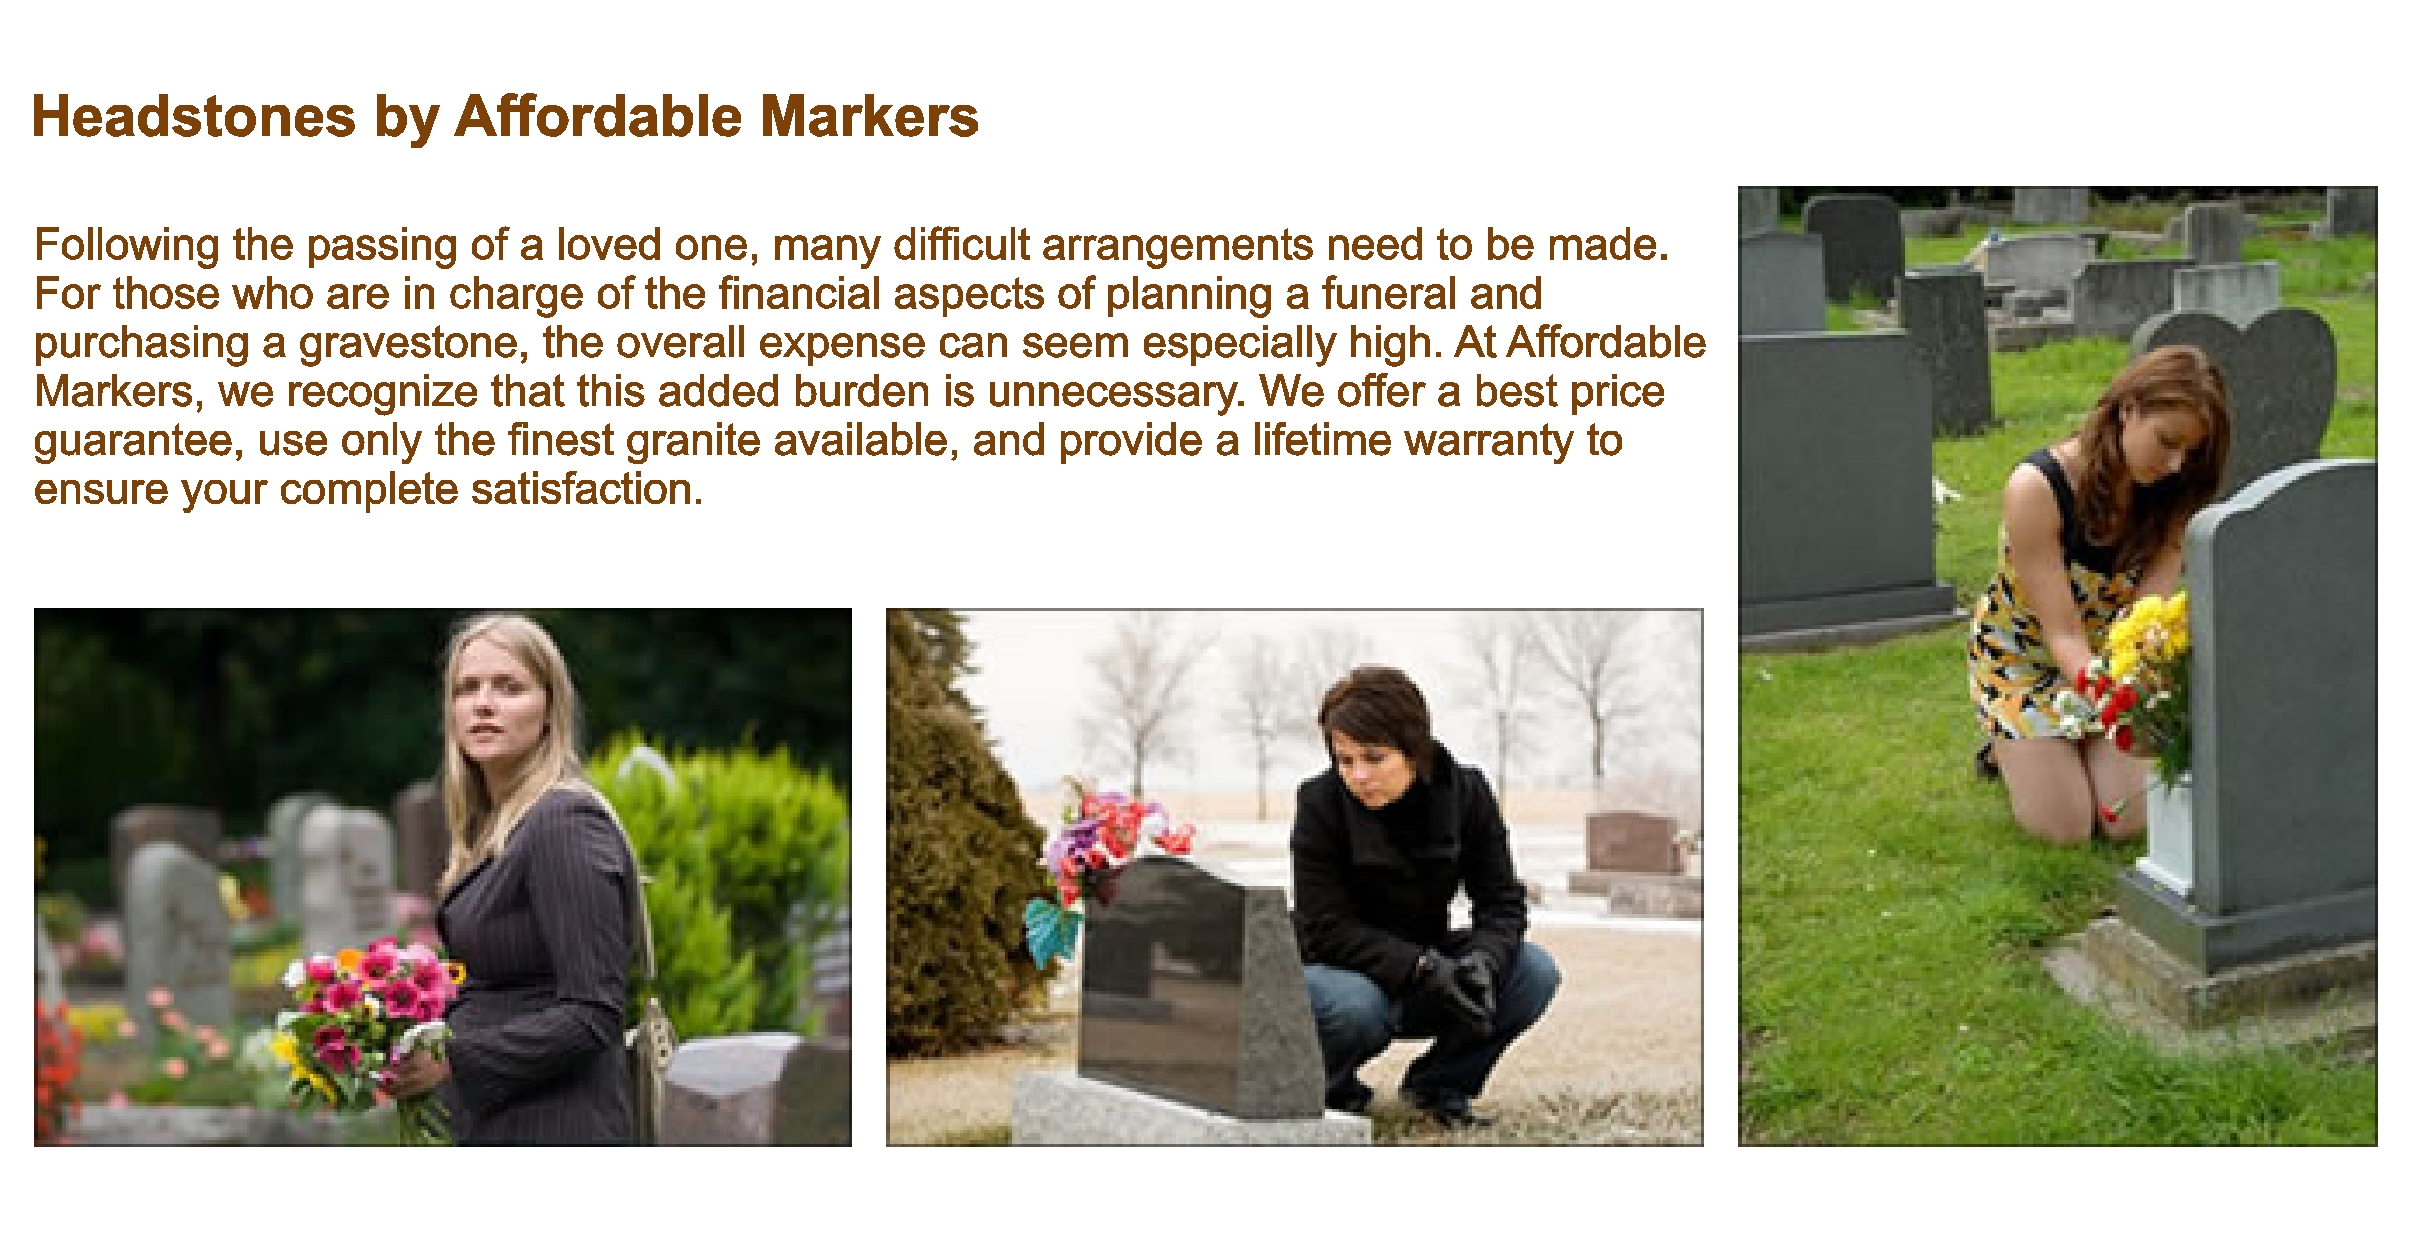 Headstones by Affordable Markers
Following the passing of a loved one, many difficult arrangements need to be made.
For those who are in charge of the financial aspects of planning a funeral and
purchasing a gravestone, the overall expense can seem especially high. At Affordable
Markers, we recognize that this added burden is unnecessary. We offer a best price
guarantee, use only the finest granite available, and provide a lifetime warranty to
ensure your complete satisfaction.